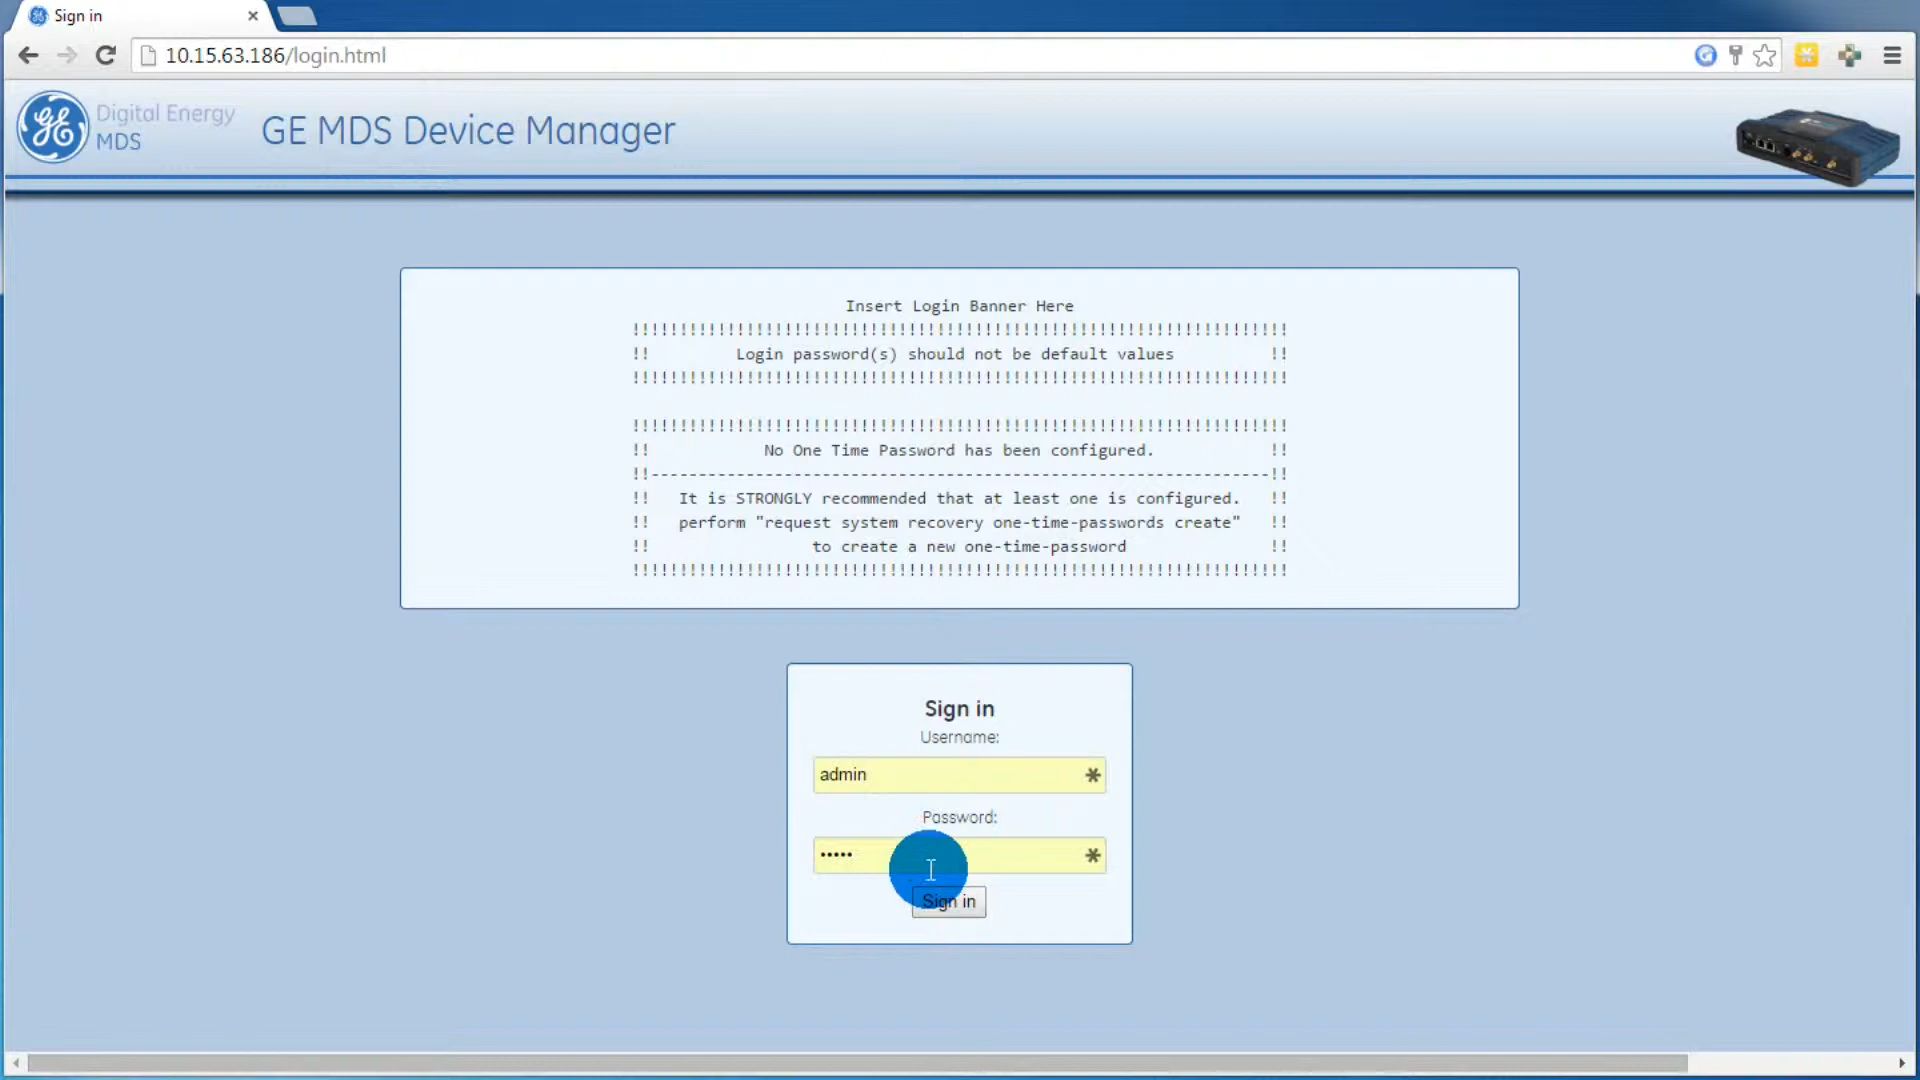 Sign in
10.15.63.186/login.html
Digital Energy
MDS
GE MDS Device Manager
Insert Login Banner Here
!!!!!!!!!!!!!!!!!!!!!!!!!!!!!!!!!!!!!!!!!!!!!!!!!!!!!!!!!!!!!!!!!!!!!
!! Login password(s) should not be default values !!
!!!!!!!!!!!!!!!!!!!!!!!!!!!!!!!!!!!!!!!!!!!!!!!!!!!!!!!!!!!!!!!!!!!!!
!!!!!!!!!!!!!!!!!!!!!!!!!!!!!!!!!!!!!!!!!!!!!!!!!!!!!!!!!!!!!!!!!!!!!
!! No One Time Password has been configured. !!
!!-----------------------------------------------------------------!!
!! It is STRONGLY recommended that at least one is configured. !!
!! perform "request system recovery one-time-passwords create" !!
!! to create a new one-time-password !!
!!!!!!!!!!!!!!!!!!!!!!!!!!!!!!!!!!!!!!!!!!!!!!!!!!!!!!!!!!!!!!!!!!!!!
Sign in
Username:
admin
Password:
•••••
Sign in